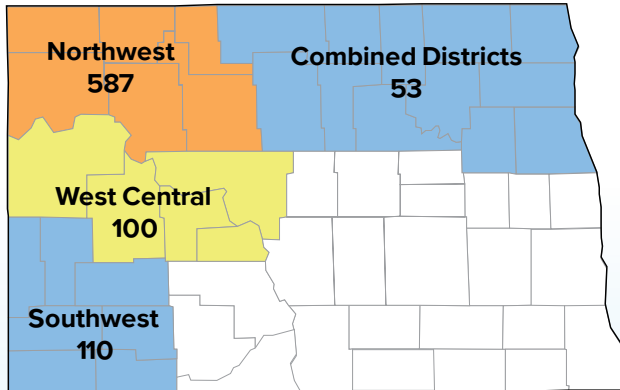 Northwest
587
Combined Districts
53
West Central
100
Southwest
110